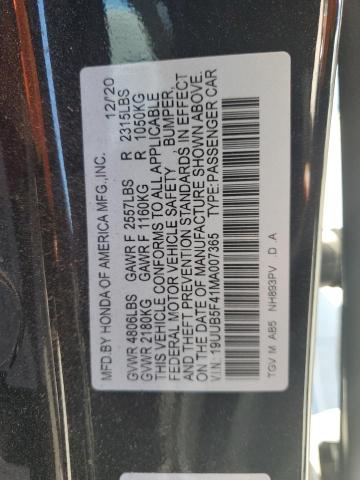 MFD.BY HONDA OF AMERICA MFG.,INC. 12/20
GVWR 4806LBS GAWR F 2557LBS R 2315LBS
GVWR 2180KG GAWR F 1160KG R 1050KG
THIS VEHICLE CONFORMS TO ALL APPLICABLE
FEDERAL MOTOR VEHICLE SAFETY , BUMPER,
AND THEFT PREVENTION STANDARDS IN EFFECT
ON THE DATE OF MANUFACTURE SHOWN ABOVE.
V.I.N.: 19UUB5F41MA007365 TYPE:PASSENGER CAR
TGV M AB5 NH893PV .D .A